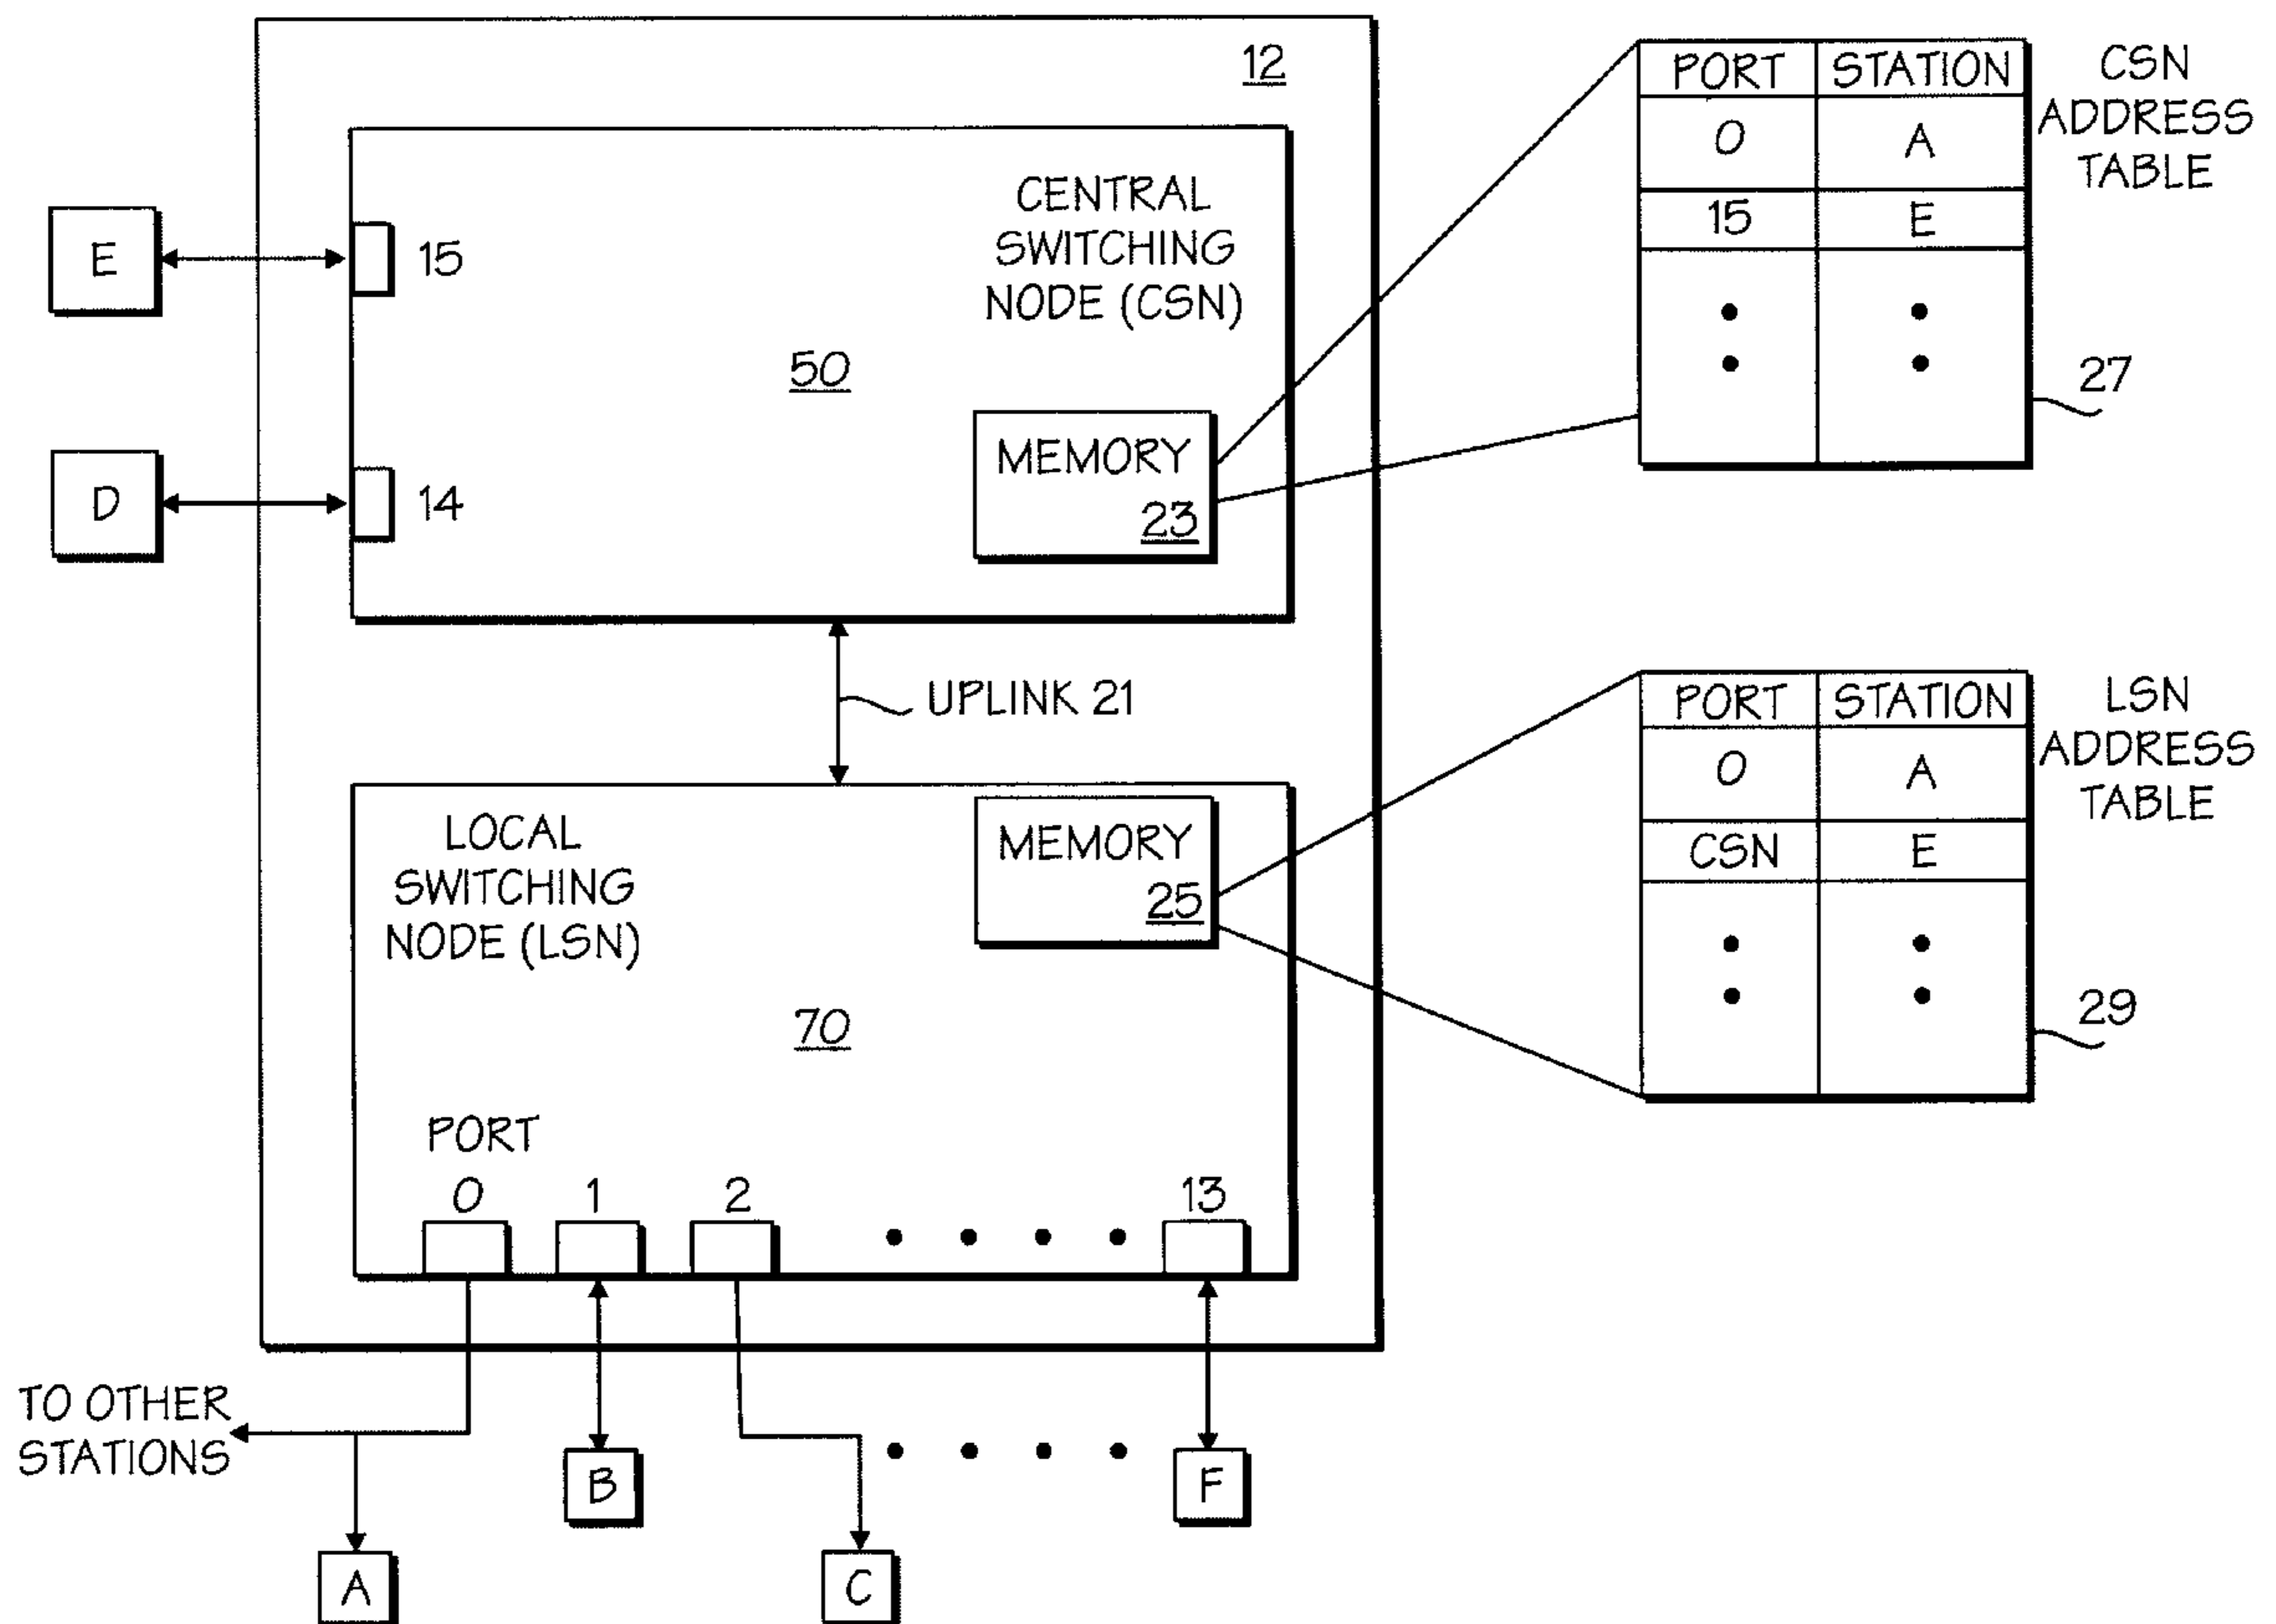 12
CENTRAL
SWITCHING
NODE (CSN)
50
15
14
E
D
MEMORY
23
PORT STATION
0 A
15 E
CSN
ADDRESS
TABLE
27
UPLINK 21
LOCAL
SWITCHING
NODE (LSN)
MEMORY
25
70
PORT STATION
0 A
CSN E
LSN
ADDRESS
TABLE
29
PORT
0 1 2 13
TO OTHER
STATIONS
A
B
C
F